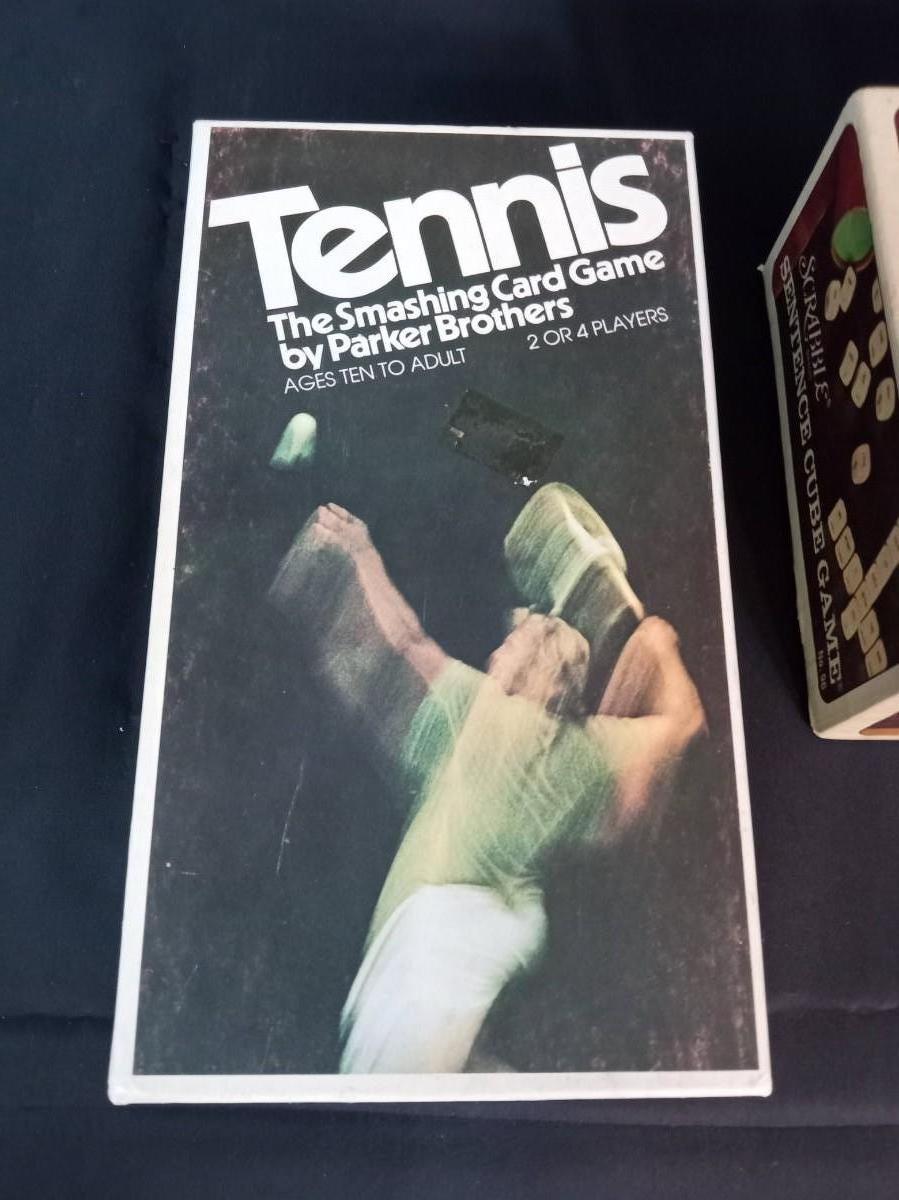 Tennis
The Smashing Card Game
by Parker Brothers
AGES TEN TO ADULT
2 OR 4 PLAYERS
SCRABBLE®
SENTENCE CUBE GAME®